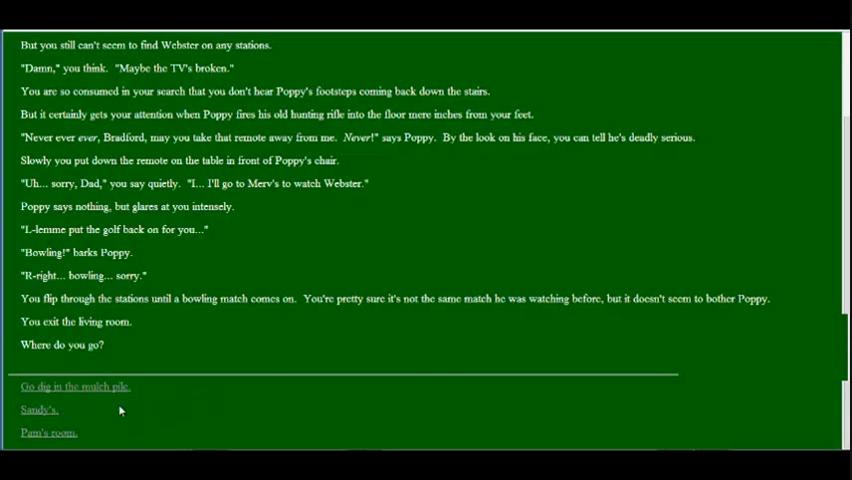 But you still can't seem to find Webster on any stations.
"Damn," you think.  "Maybe the TV's broken."
You are so consumed in your search that you don't hear Poppy's footsteps coming back down the stairs.
But it certainly gets your attention when Poppy fires his old hunting rifle into the floor mere inches from your feet.
"Never ever ever, Bradford, may you take that remote away from me.  Never!" says Poppy.  By the look on his face, you can tell he's deadly serious.
Slowly you put down the remote on the table in front of Poppy's chair.
"Uh... sorry, Dad," you say quietly.  "I... I'll go to Merv's to watch Webster."
Poppy says nothing, but glares at you intensely.
"L-lemme put the golf back on for you..."
"Bowling!" barks Poppy.
"R-right... bowling... sorry."
You flip through the stations until a bowling match comes on.  You're pretty sure it's not the same match he was watching before, but it doesn't seem to bother Poppy.
You exit the living room.
Where do you go?
Go dig in the mulch pile.
Sandy's.
Pam's room.